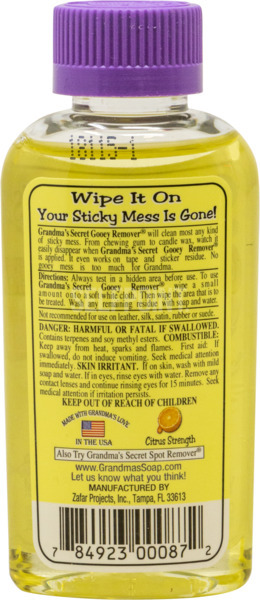 18115-1
Wipe It On
Your Sticky Mess Is Gone!
Grandma's Secret Gooey Remover® will clean most any
kind of sticky mess. From chewing gum to candle wax, watch it
easily disappear when Grandma's Secret Gooey Remover®
is applied. It even works on tape and sticker residue. No
gooey mess is too much for Grandma.
Directions: Always test in a hidden area before use. To use
Grandma's Secret Gooey Remover® wipe a small
amount onto a soft white cloth. Then wipe the area that is to
be treated. Wash any remaining residue with soap and water.
Not recommended for use on leather, silk, satin, rubber or suede.
DANGER: HARMFUL OR FATAL IF SWALLOWED.
Contains terpenes and soy methyl esters. COMBUSTIBLE:
Keep away from heat, sparks and flames. First aid: If
swallowed, do not induce vomiting. Seek medical attention
immediately. SKIN IRRITANT. If on skin, wash with
soap and water. If in eyes, rinse eyes with water. Remove any
contact lenses and continue rinsing eyes for 15 minutes. Seek
medical attention if irritation persists.
KEEP OUT OF REACH OF CHILDREN
MADE WITH GRANDMA'S LOVE
IN THE USA
Citrus Strength
Also Try Grandma's Secret Spot Remover®
www.GrandmasSoap.com
Let us know what you think!
MANUFACTURED BY
Zafar Projects, Inc., Tampa, FL 33613
7 84923 00087 2